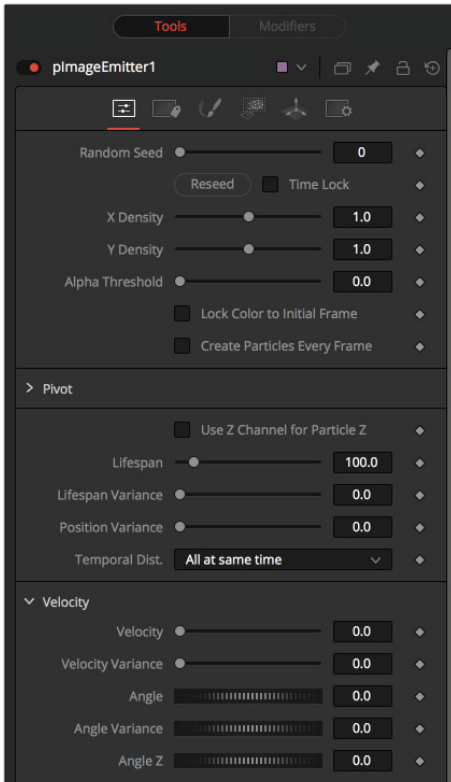 Tools Modifiers
pImageEmitter1
Random Seed 0
Reseed Time Lock
X Density 1.0
Y Density 1.0
Alpha Threshold 0.0
Lock Color to Initial Frame
Create Particles Every Frame
Pivot
Use Z Channel for Particle Z
Lifespan 100.0
Lifespan Variance 0.0
Position Variance 0.0
Temporal Dist. All at same time
Velocity
Velocity 0.0
Velocity Variance 0.0
Angle 0.0
Angle Variance 0.0
Angle Z 0.0